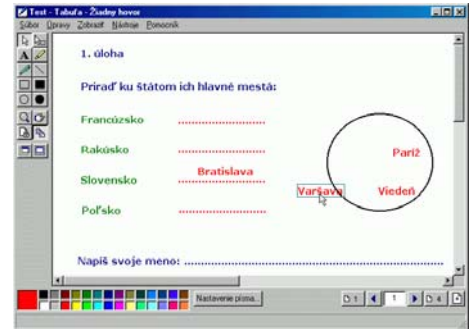 Test - Tabuľa - Žiadny hovor
Súbor Úpravy Zobraziť Nástroje Pomocník
1. úloha
Priraď ku štátom ich hlavné mestá:
Francúzsko ............................
Paríž
Rakúsko ............................
Bratislava
Slovensko ............................
Varšava Viedeň
Poľsko ............................
Napíš svoje meno: ....................................................................................
Nastavenie písma... 1 4